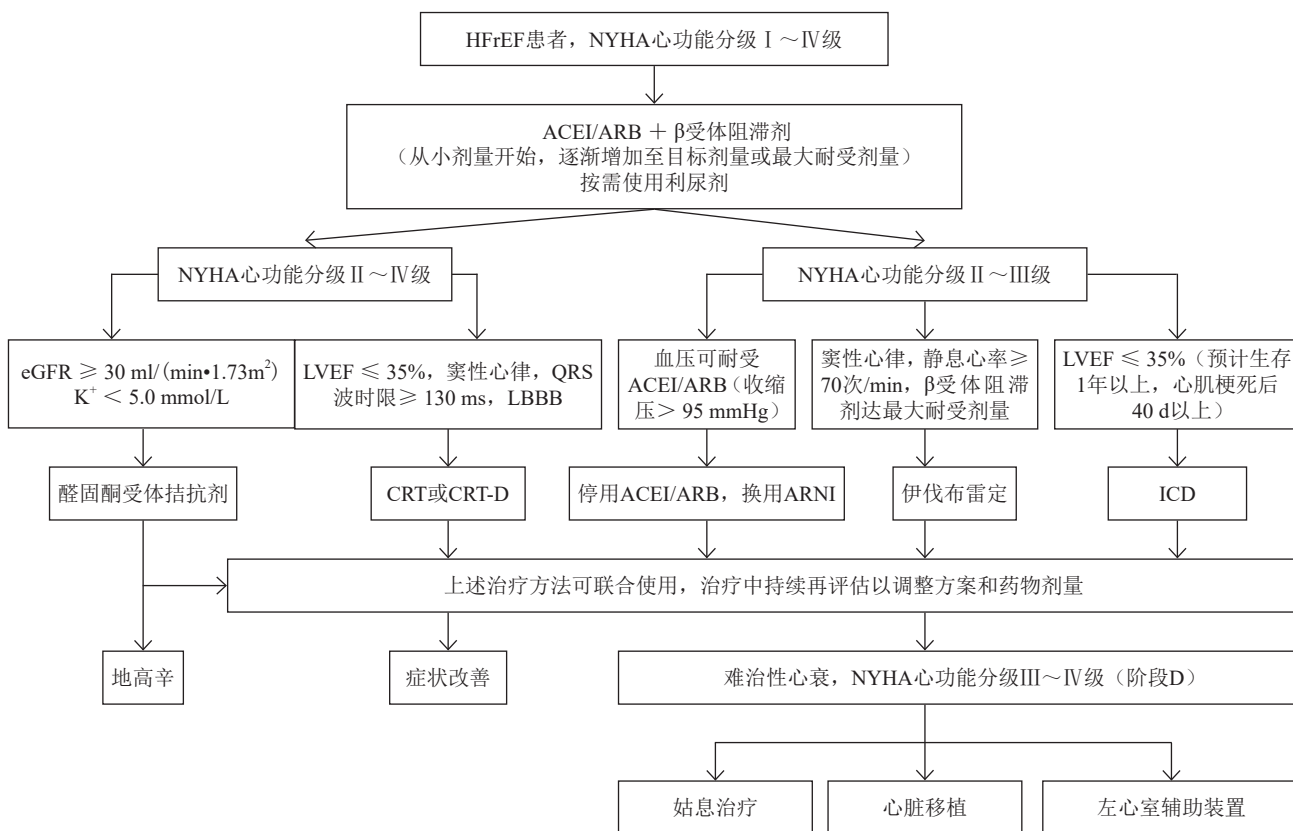 HFrEF患者，NYHA心功能分级Ⅰ～Ⅳ级
ACEI/ARB ＋ β受体阻滞剂
（从小剂量开始，逐渐增加至目标剂量或最大耐受剂量）
按需使用利尿剂
NYHA心功能分级Ⅱ～Ⅳ级
NYHA心功能分级Ⅱ～Ⅲ级
eGFR ≥ 30 ml/(min•1.73m²)
K⁺ < 5.0 mmol/L
LVEF ≤ 35%，窦性心律，QRS
波时限≥ 130 ms，LBBB
血压可耐受
ACEI/ARB（收缩
压＞ 95 mmHg）
窦性心律，静息心率≥
70次/min，β受体阻滞
剂达最大耐受剂量
LVEF ≤ 35%（预计生存
1年以上，心肌梗死后
40 d以上）
醛固酮受体拮抗剂
CRT或CRT-D
停用ACEI/ARB，换用ARNI
伊伐布雷定
ICD
上述治疗方法可联合使用，治疗中持续再评估以调整方案和药物剂量
地高辛
症状改善
难治性心衰，NYHA心功能分级Ⅲ～Ⅳ级（阶段D）
姑息治疗
心脏移植
左心室辅助装置